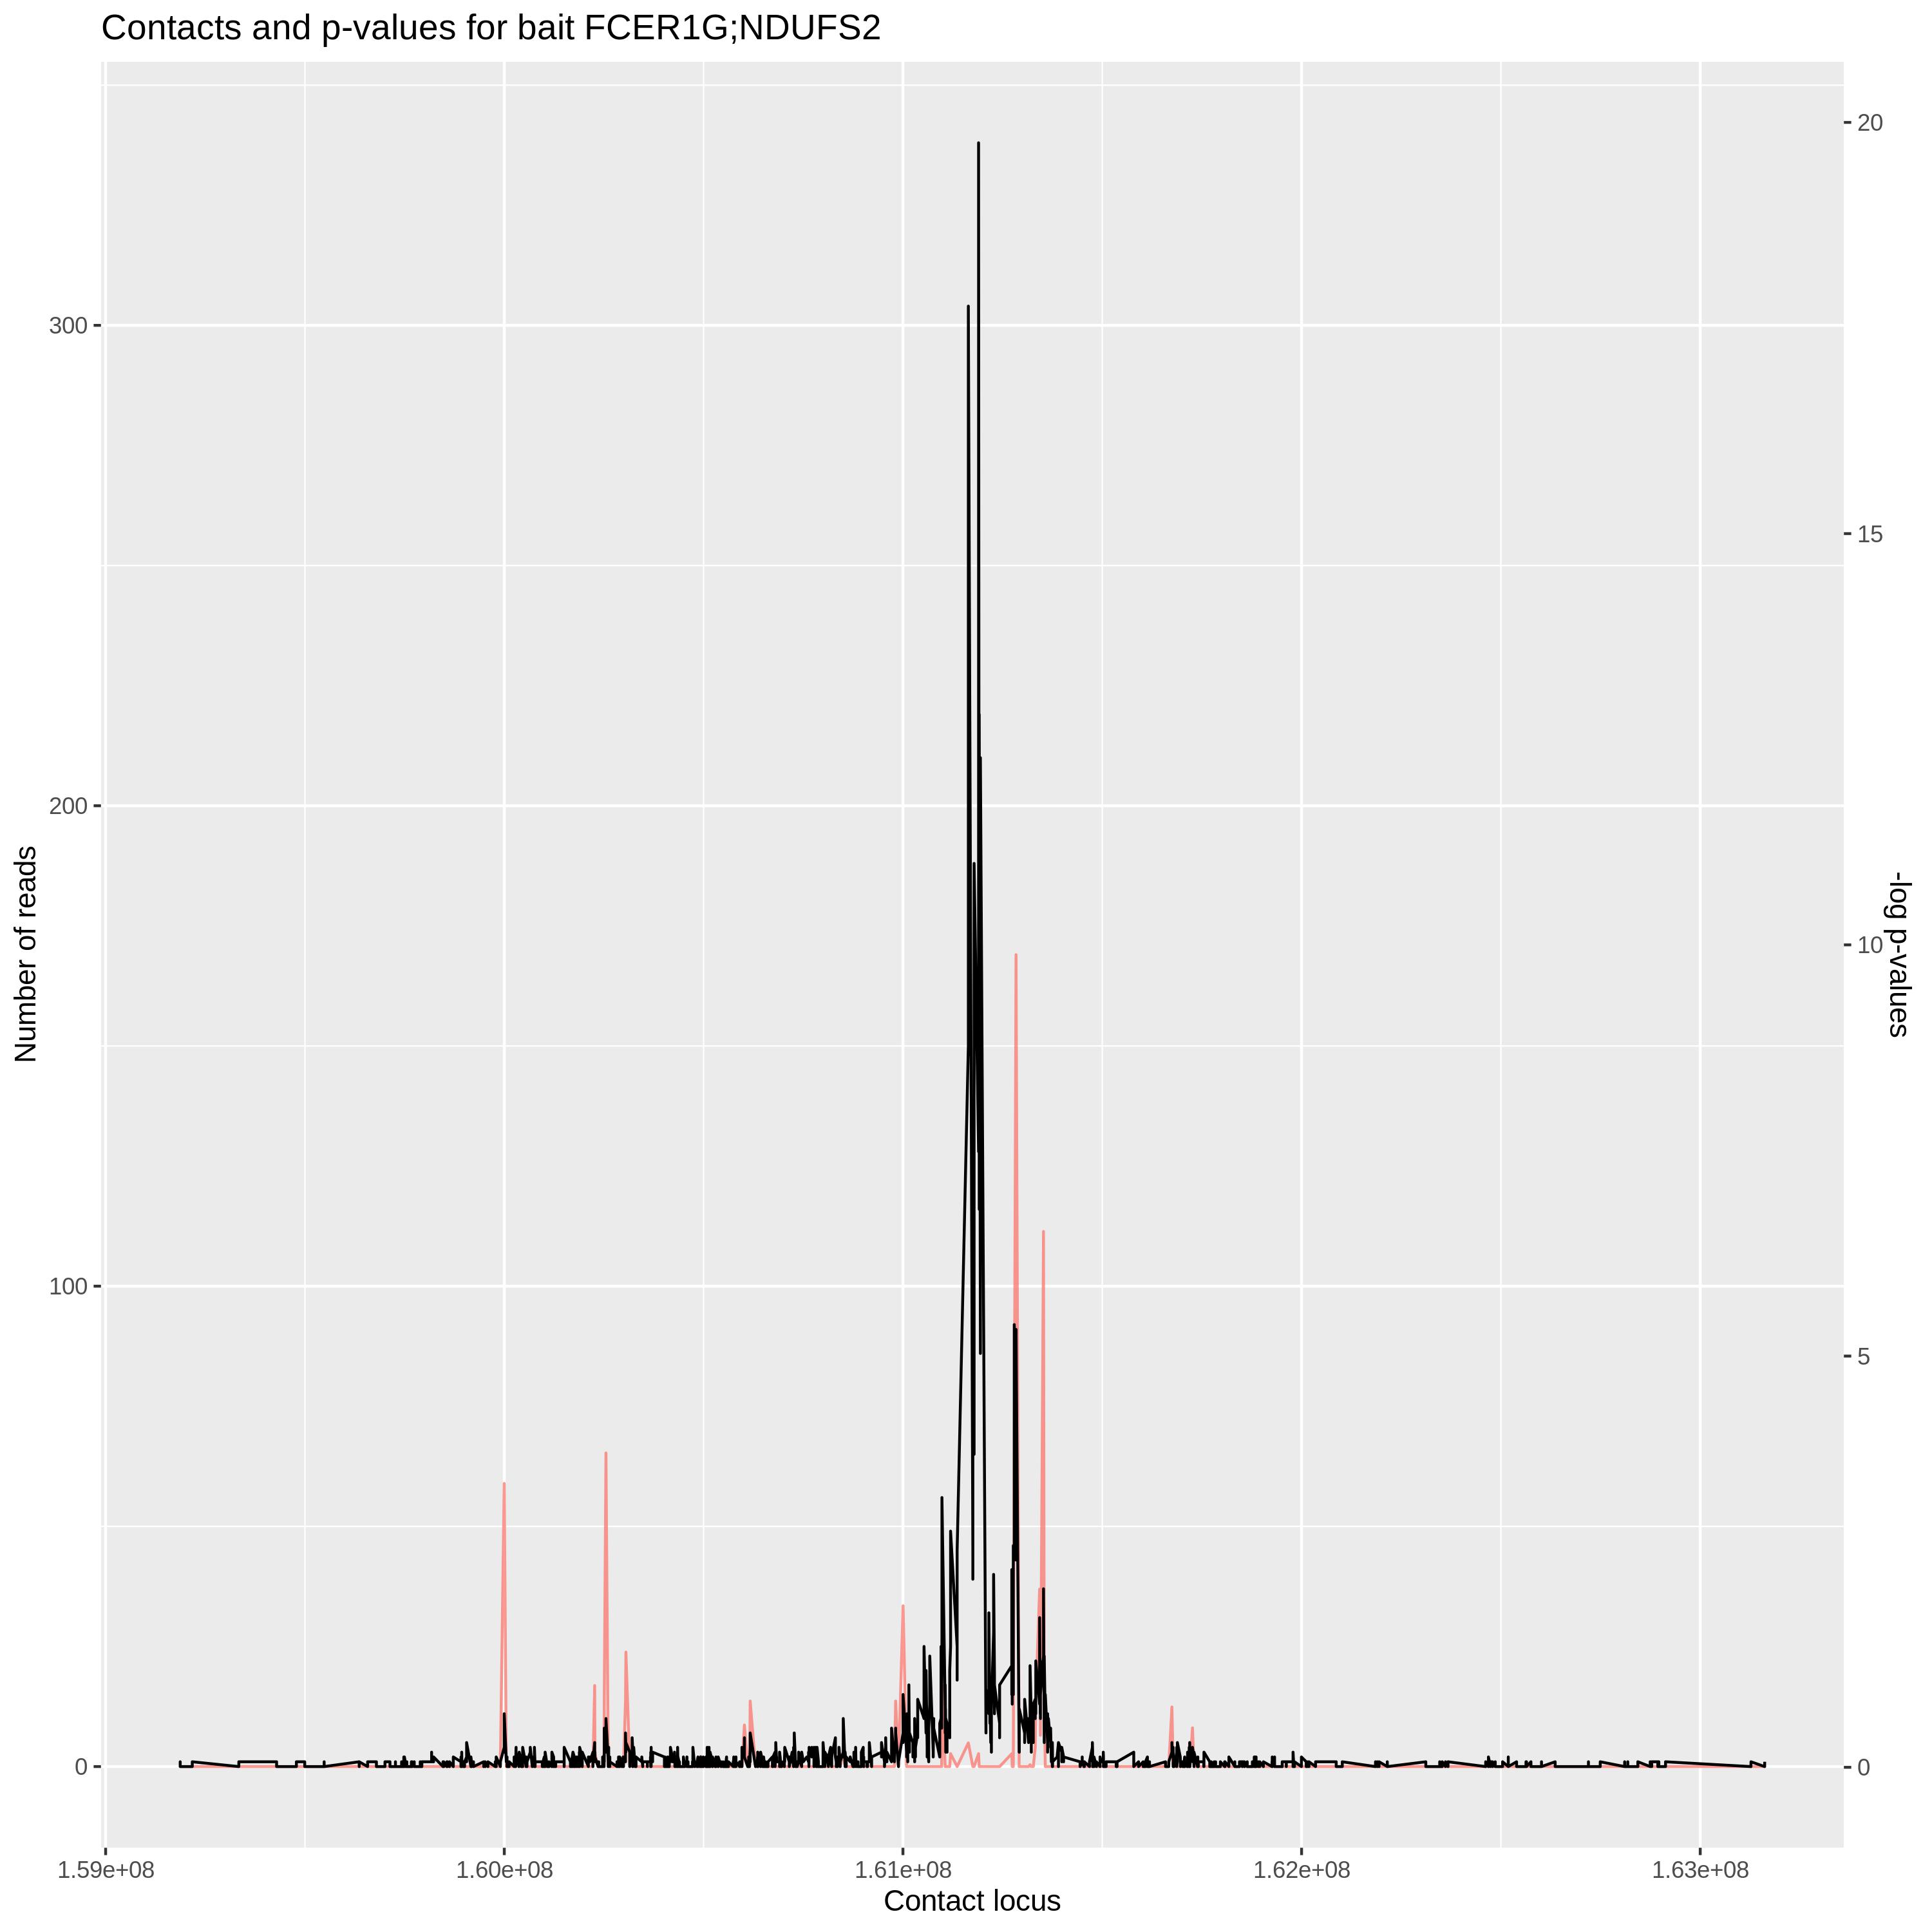 Contacts and p-values for bait FCER1G;NDUFS2
Number of reads
300
200
100
0
20
15
10
5
0
-log p-values
1.59e+08
1.60e+08
1.61e+08
1.62e+08
1.63e+08
Contact locus